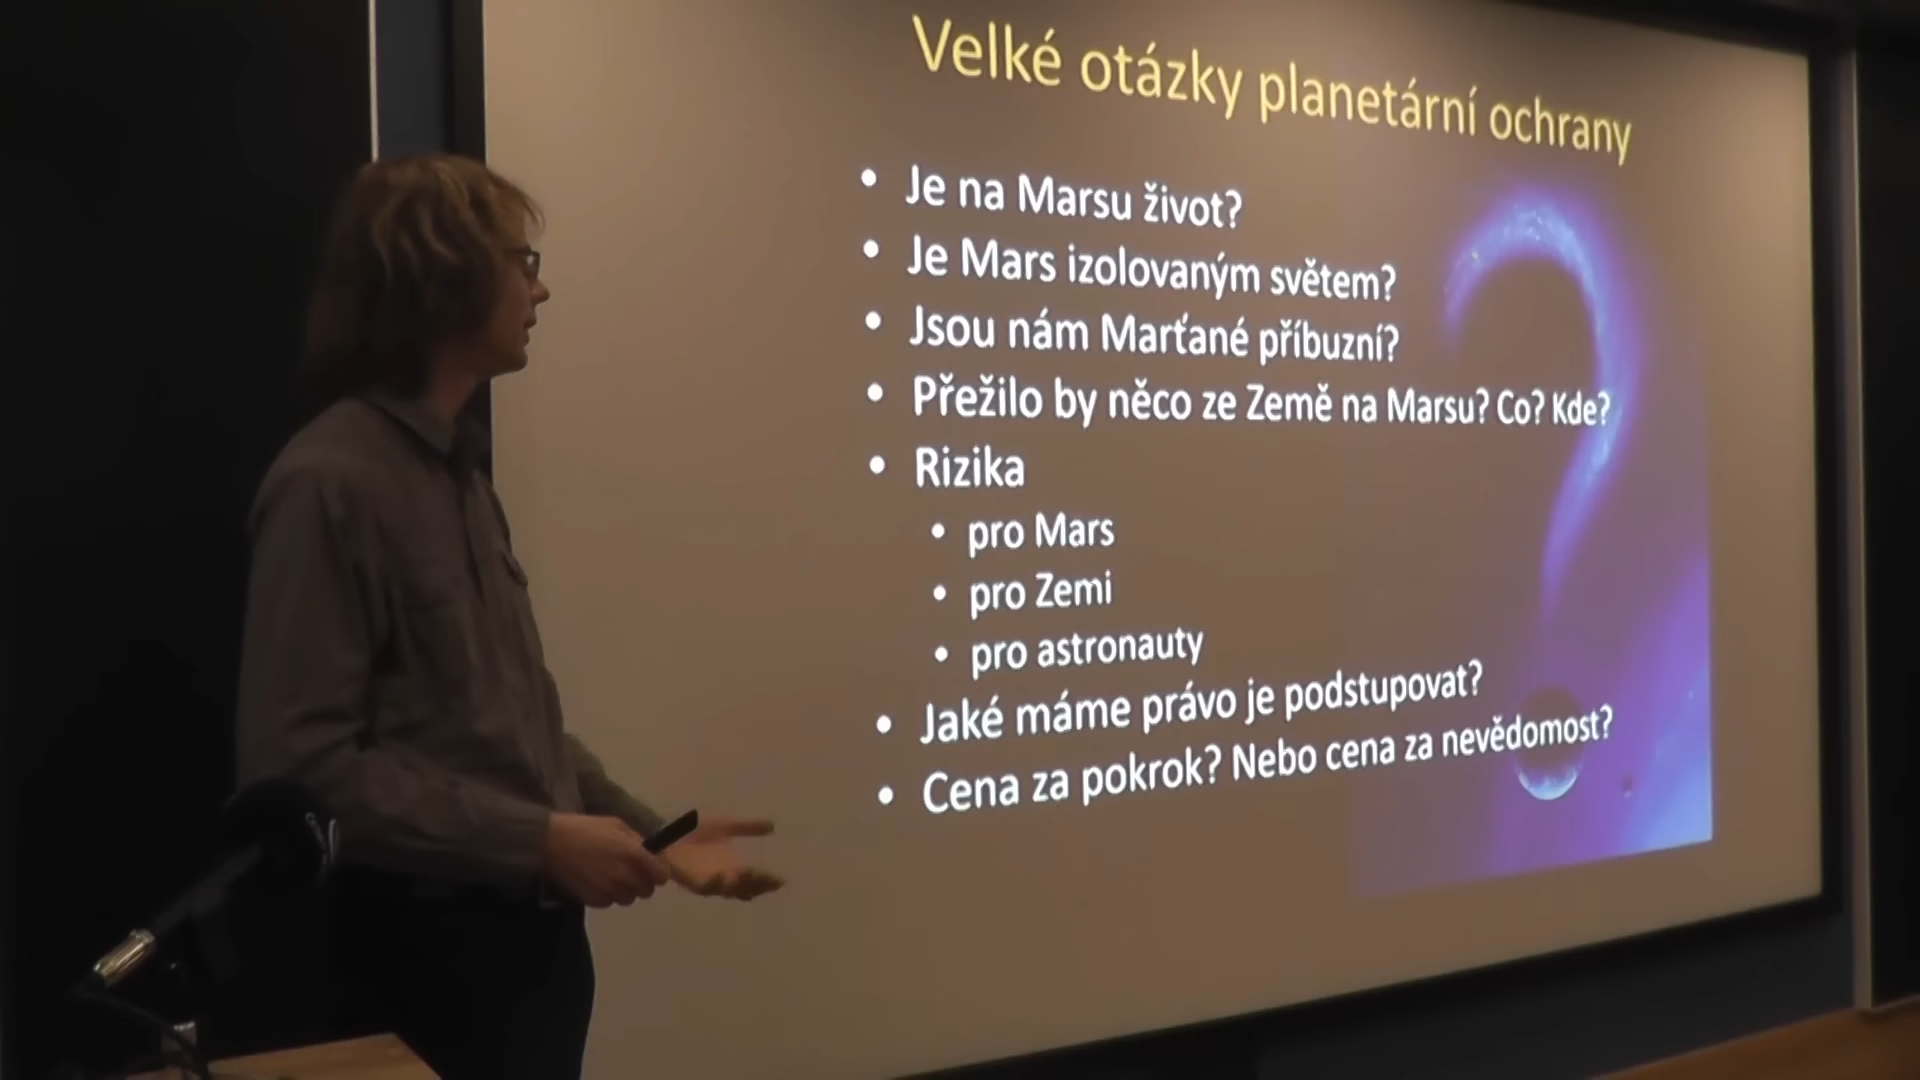 Velké otázky planetární ochrany
• Je na Marsu život?
• Je Mars izolovaným světem?
• Jsou nám Marťané příbuzní?
• Přežilo by něco ze Země na Marsu? Co? Kde?
• Rizika
• pro Mars
• pro Zemi
• pro astronauty
• Jaké máme právo je podstupovat?
• Cena za pokrok? Nebo cena za nevědomost?